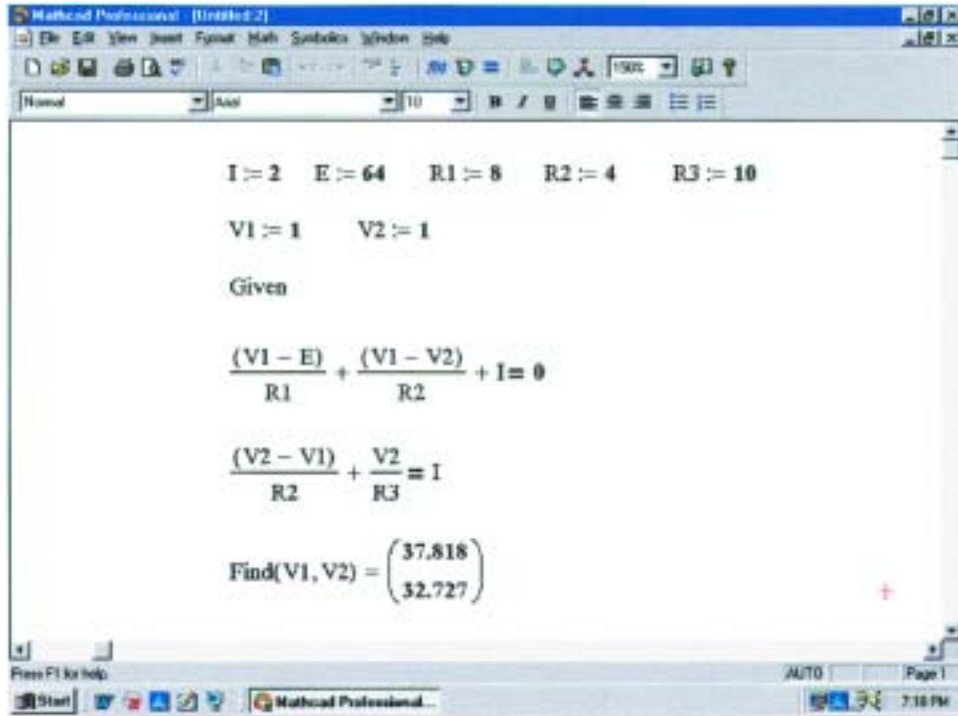 Mathcad Professional - [Untitled:2]
File Edit View Insert Format Math Symbolics Window Help
150%
Normal Arial 10 B I U
I := 2 E := 64 R1 := 8 R2 := 4 R3 := 10
V1 := 1 V2 := 1
Given
(V1 − E)/R1 + (V1 − V2)/R2 + I = 0
(V2 − V1)/R2 + V2/R3 = I
Find(V1, V2) = (37.818
32.727)
Press F1 for help.
AUTO Page 1
Start Mathcad Professional... 7:18 PM